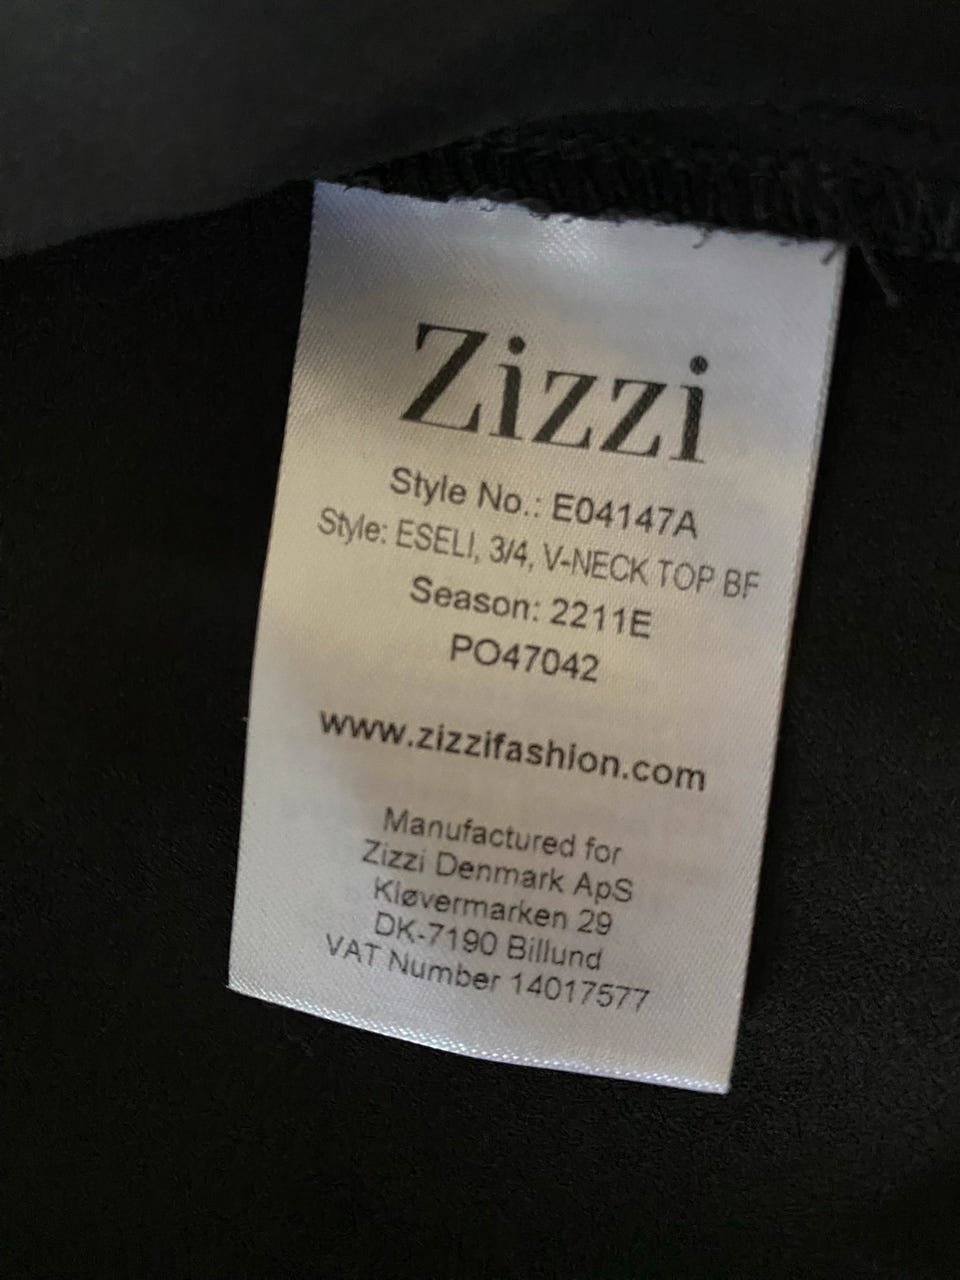 Zizzi
Style No.: E04147A
Style: ESELI, 3/4, V-NECK TOP BF
Season: 2211E
PO47042
www.zizzifashion.com
Manufactured for
Zizzi Denmark ApS
Kløvermarken 29
DK-7190 Billund
VAT Number 14017577